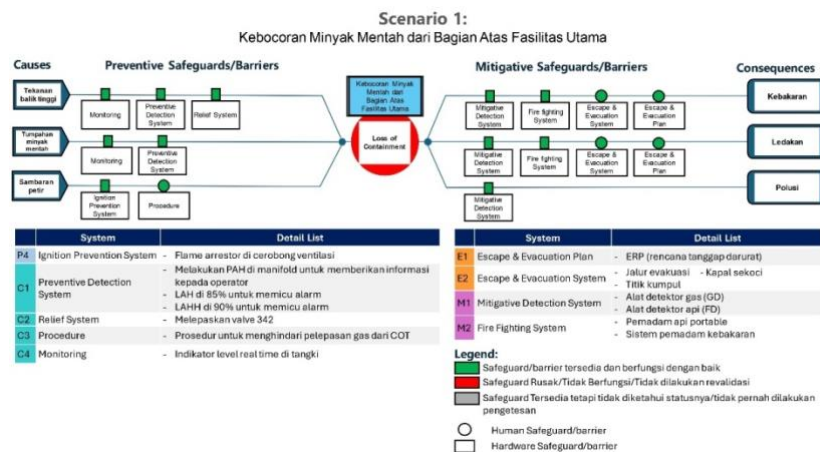 Scenario 1:
Kebocoran Minyak Mentah dari Bagian Atas Fasilitas Utama
Causes
Preventive Safeguards/Barriers
Mitigative Safeguards/Barriers
Consequences
Tekanan
balik tinggi
Monitoring
Preventive
Detection
System
Relief System
Kebocoran Minyak
Mentah dari
Bagian Atas
Fasilitas Utama
Mitigative
Detection
System
Fire fighting
System
Escape &
Evacuation
System
Escape &
Evacuation
Plan
Kebakaran
Tumpahan
minyak
mentah
Monitoring
Preventive
Detection
System
Loss of
Containment
Mitigative
Detection
System
Fire fighting
System
Escape &
Evacuation
System
Escape &
Evacuation
Plan
Ledakan
Sambaran
petir
Ignition
Prevention
System
Procedure
Mitigative
Detection
System
Polusi
System
Detail List
P4 Ignition Prevention System - Flame arrestor di cerobong ventilasi
C1 Preventive Detection System
- Melakukan PAH di manifold untuk memberikan informasi
kepada operator
- LAH di 85% untuk memicu alarm
- LAHH di 90% untuk memicu alarm
C2 Relief System - Melepaskan valve 342
C3 Procedure - Prosedur untuk menghindari pelepasan gas dari COT
C4 Monitoring - Indikator level real time di tangki
System
Detail List
E1 Escape & Evacuation Plan - ERP (rencana tanggap darurat)
E2 Escape & Evacuation System
- Jalur evakuasi - Kapal sekoci
- Titik kumpul
M1 Mitigative Detection System
- Alat detektor gas (GD)
- Alat detektor api (FD)
M2 Fire Fighting System
- Pemadam api portable
- Sistem pemadam kebakaran
Legend:
Safeguard/barrier tersedia dan berfungsi dengan baik
Safeguard Rusak/Tidak Berfungsi/Tidak dilakukan revalidasi
Safeguard Tersedia tetapi tidak diketahui statusnya/tidak pernah dilakukan
pengetesan
Human Safeguard/barrier
Hardware Safeguard/barrier